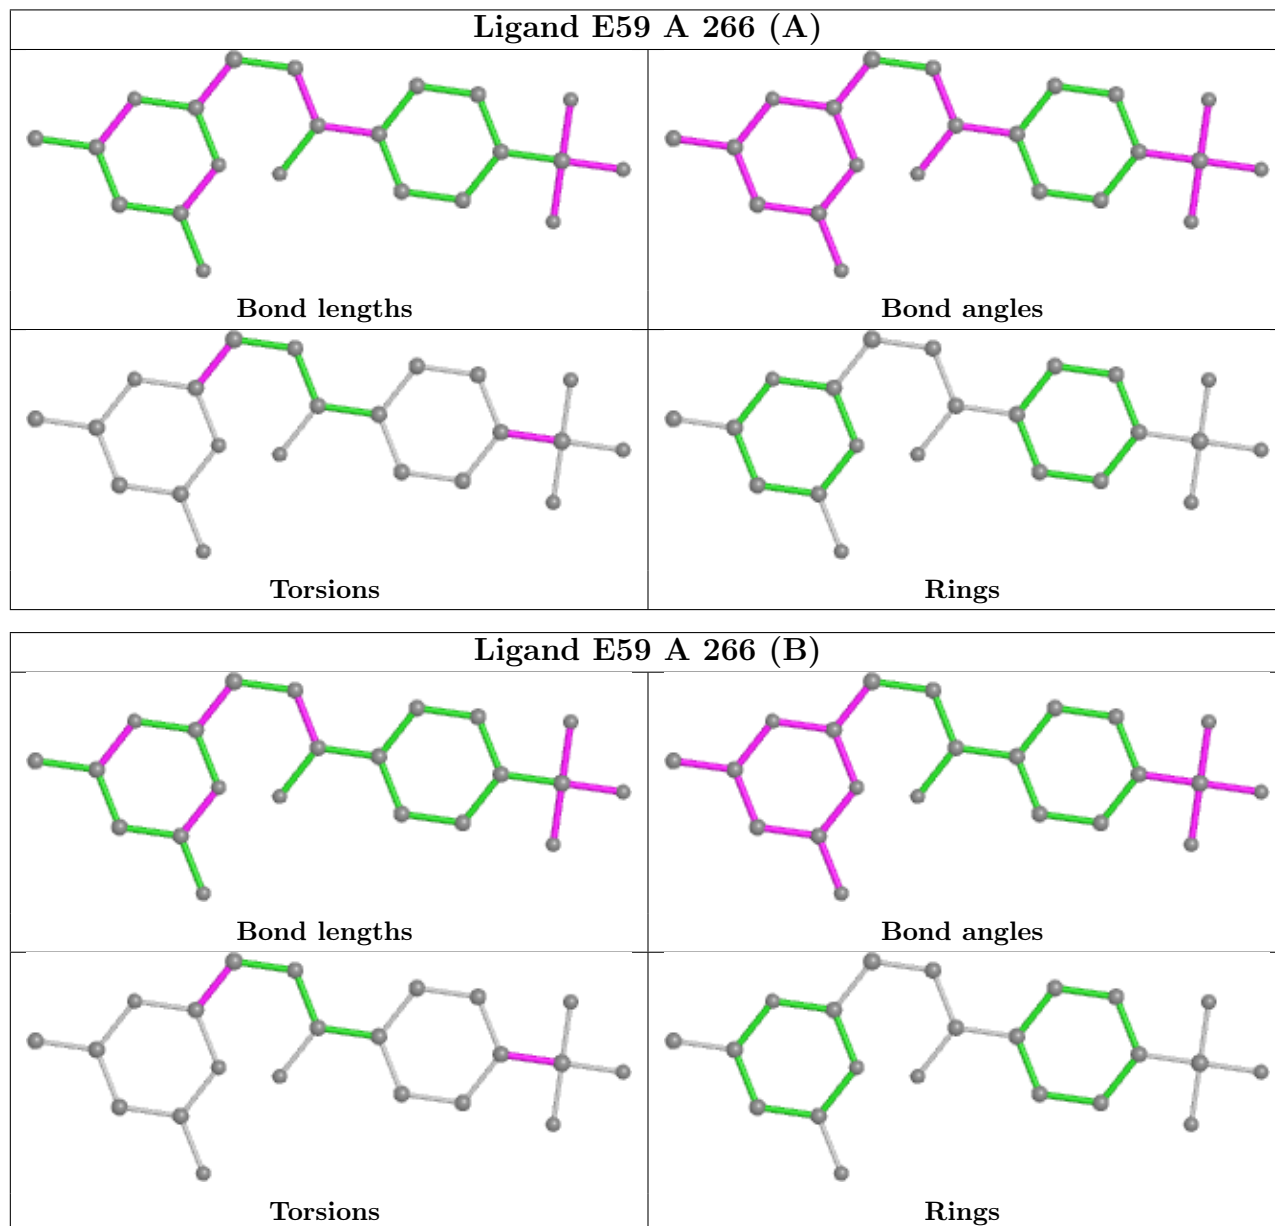 Ligand E59 A 266 (A)
Bond lengths
Bond angles
Torsions
Rings
Ligand E59 A 266 (B)
Bond lengths
Bond angles
Torsions
Rings